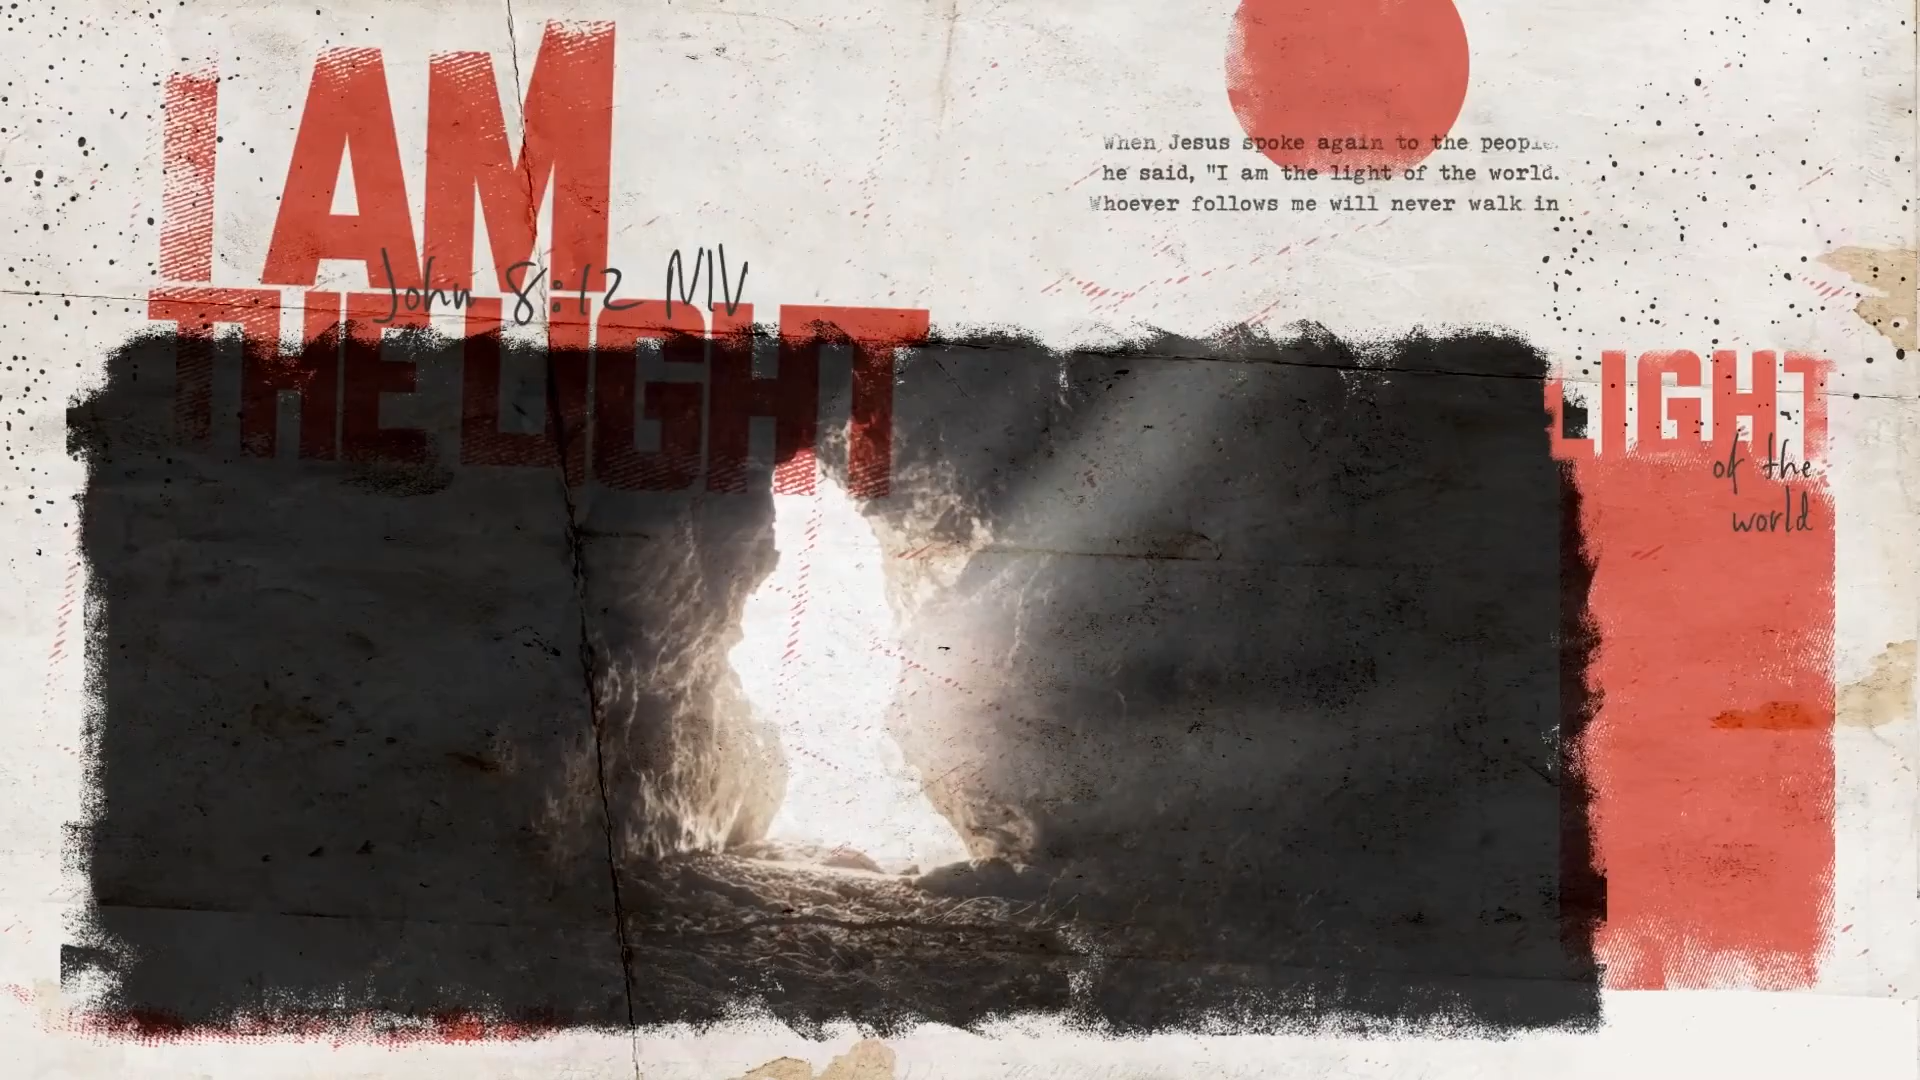 I AM
THE LIGHT
John 8:12 NIV
When Jesus spoke again to the people,
he said, "I am the light of the world.
Whoever follows me will never walk in
LIGHT
of the
world